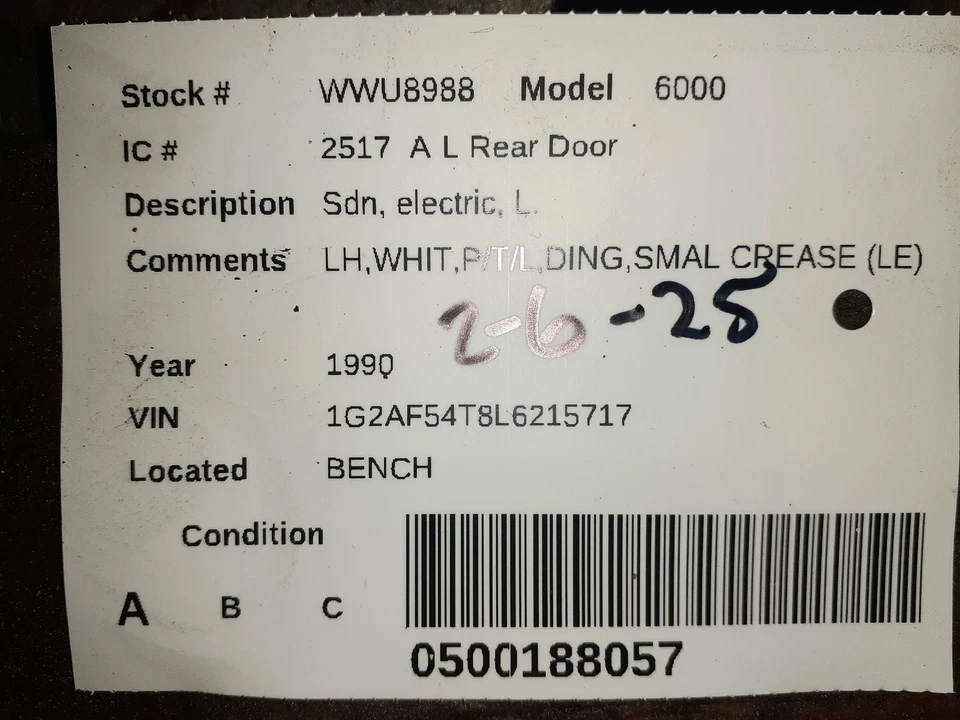 Stock # WWU8988 Model 6000
IC # 2517 A L Rear Door
Description Sdn, electric, L.
Comments LH,WHIT,P/T/L,DING,SMAL CREASE (LE)
2-6-25
Year 1990
VIN 1G2AF54T8L6215717
Located BENCH
Condition
A B C
0500188057